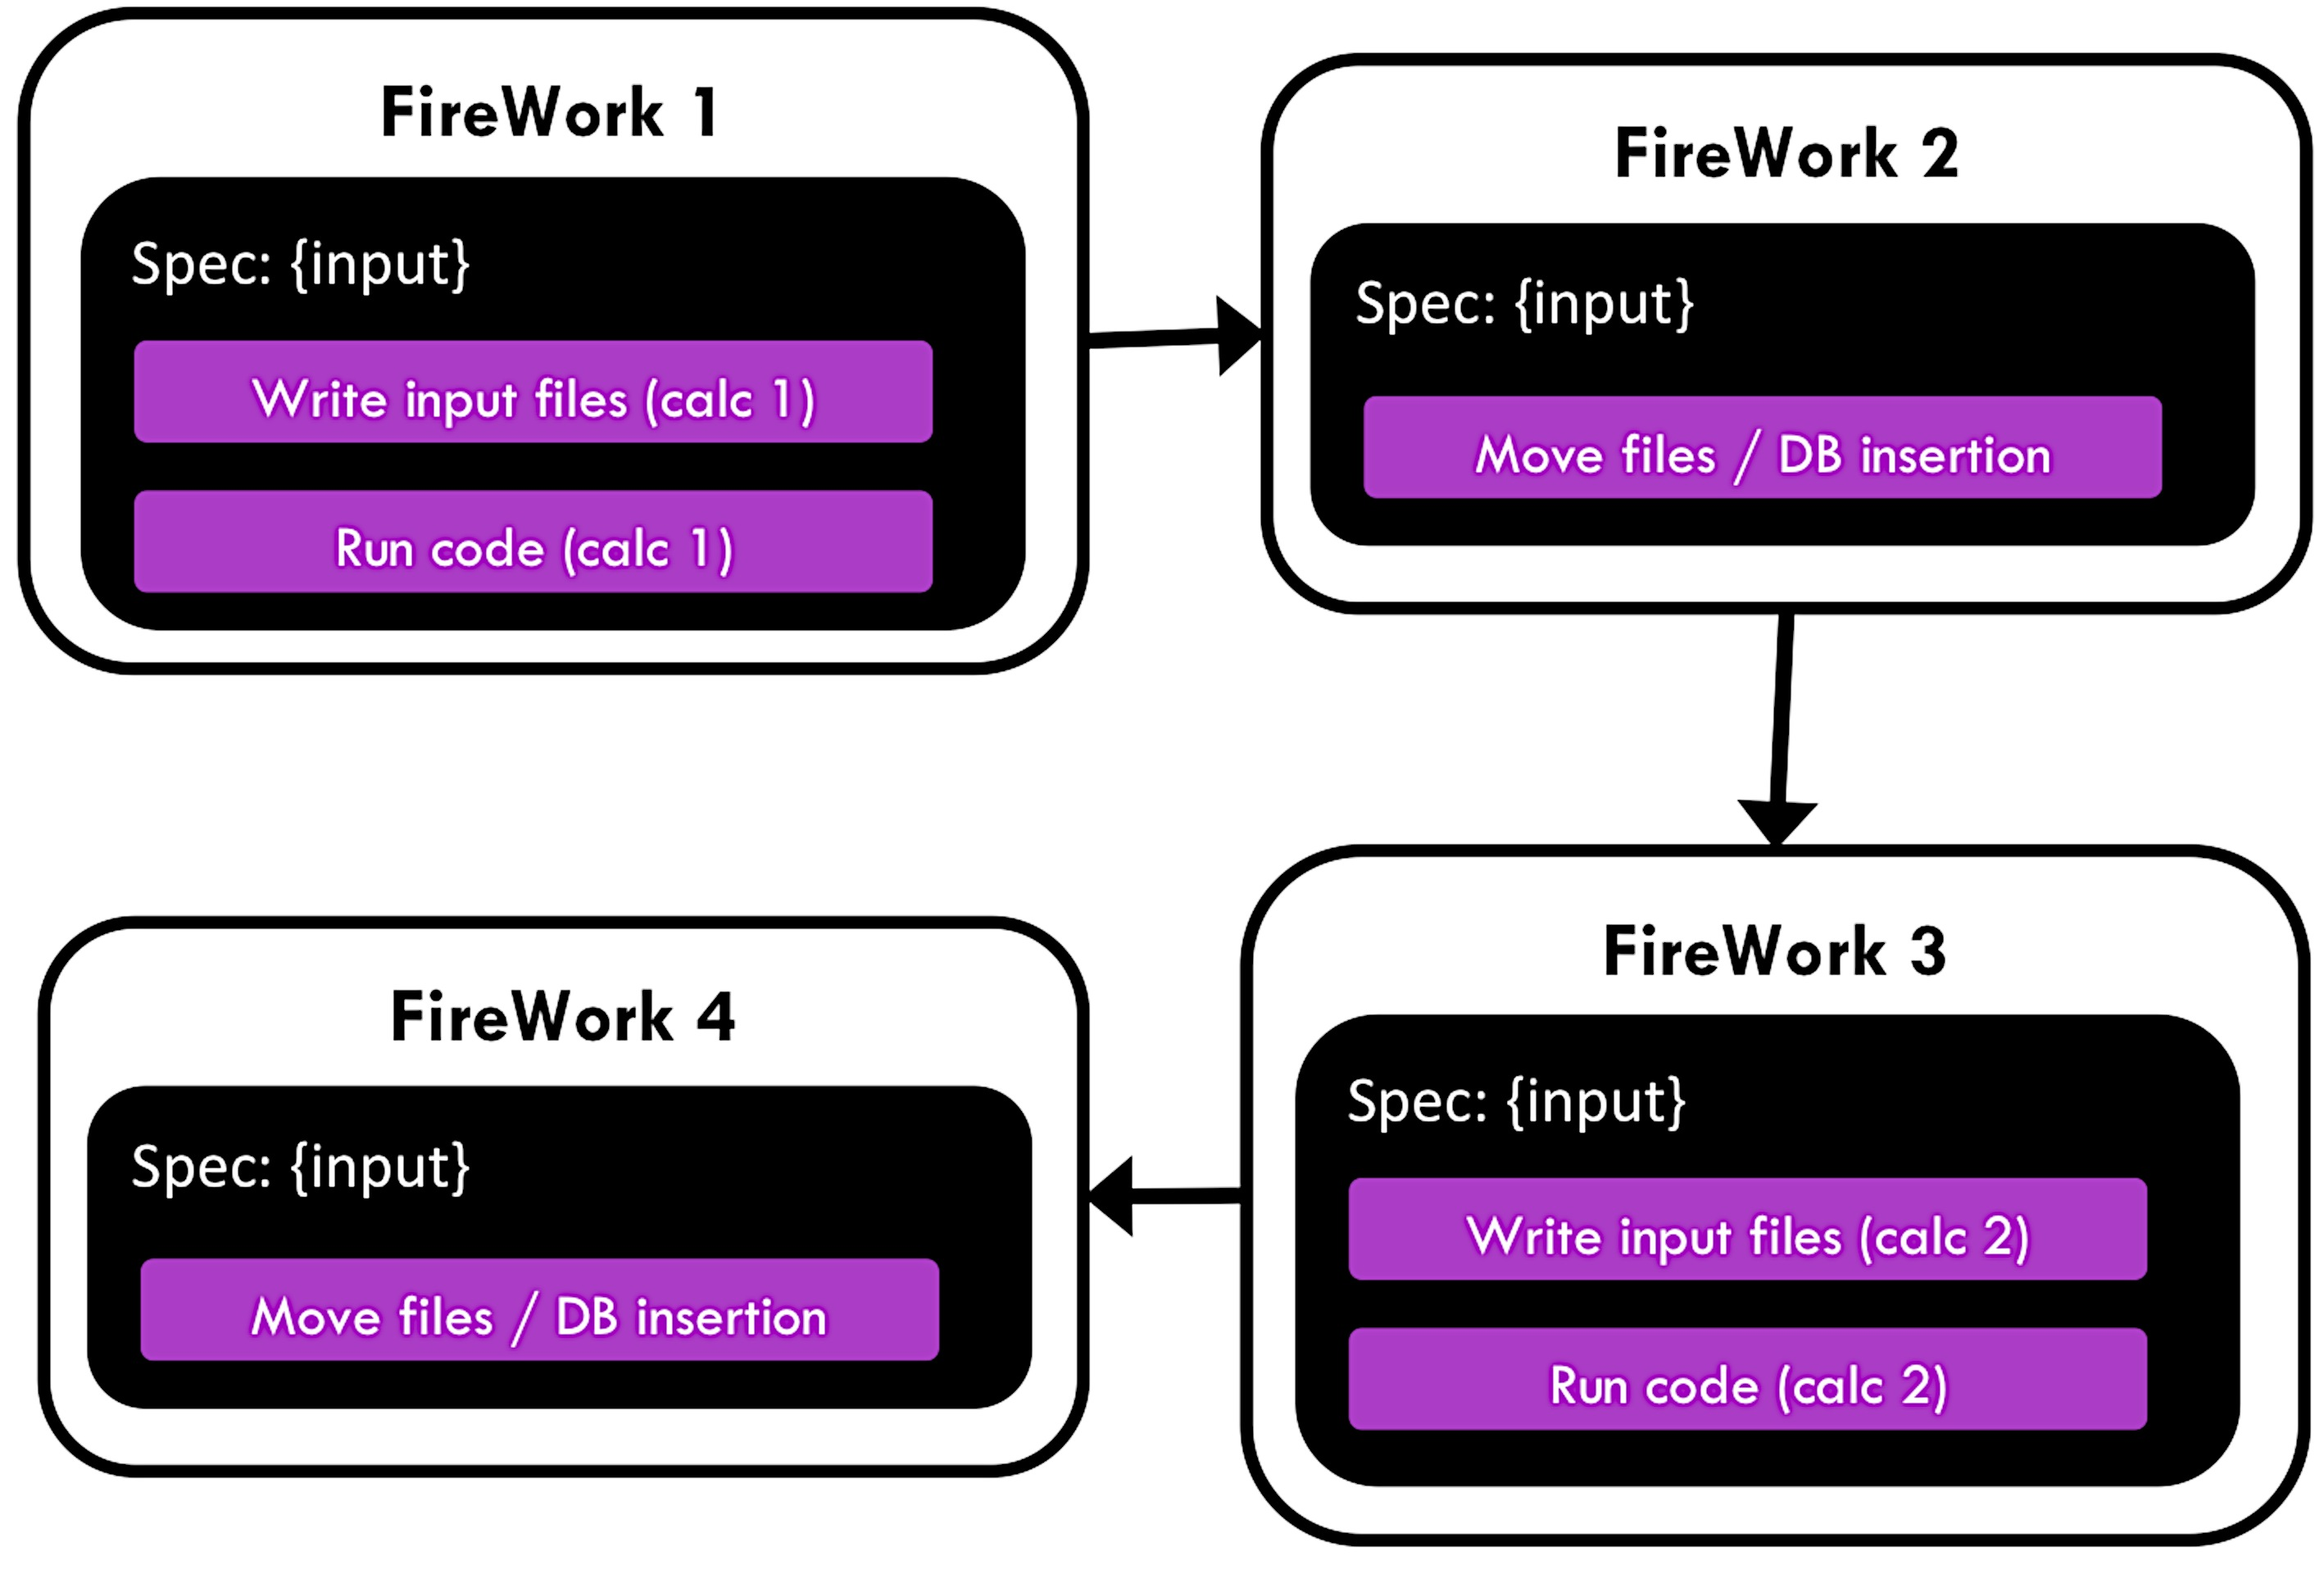 FireWork 1
Spec: {input}
Write input files (calc 1)
Run code (calc 1)
FireWork 2
Spec: {input}
Move files / DB insertion
FireWork 3
Spec: {input}
Write input files (calc 2)
Run code (calc 2)
FireWork 4
Spec: {input}
Move files / DB insertion